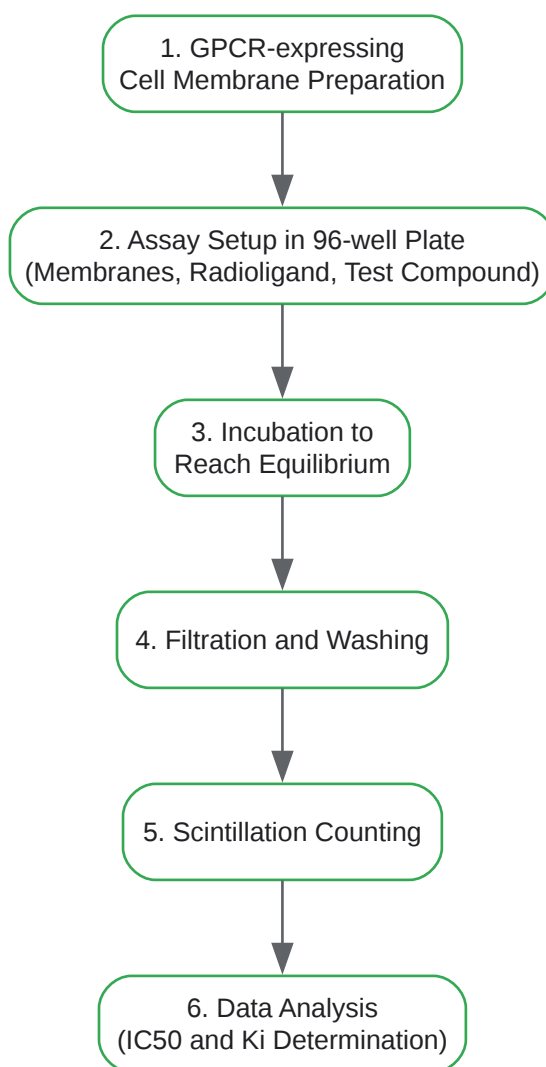 1. GPCR-expressing
Cell Membrane Preparation
2. Assay Setup in 96-well Plate
(Membranes, Radioligand, Test Compound)
3. Incubation to
Reach Equilibrium
4. Filtration and Washing
5. Scintillation Counting
6. Data Analysis
(IC50 and Ki Determination)